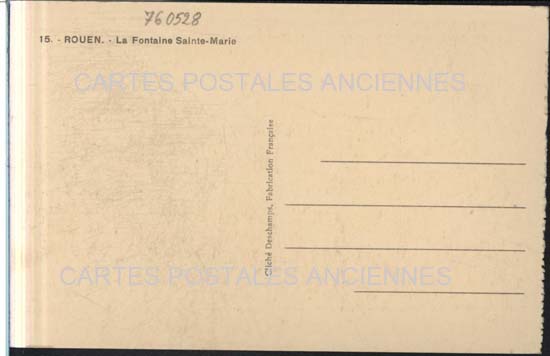 760528
15. - ROUEN. - La Fontaine Sainte-Marie
CARTES POSTALES ANCIENNES
Cliché Deschamps, Fabrication Française
CARTES POSTALES ANCIENNES